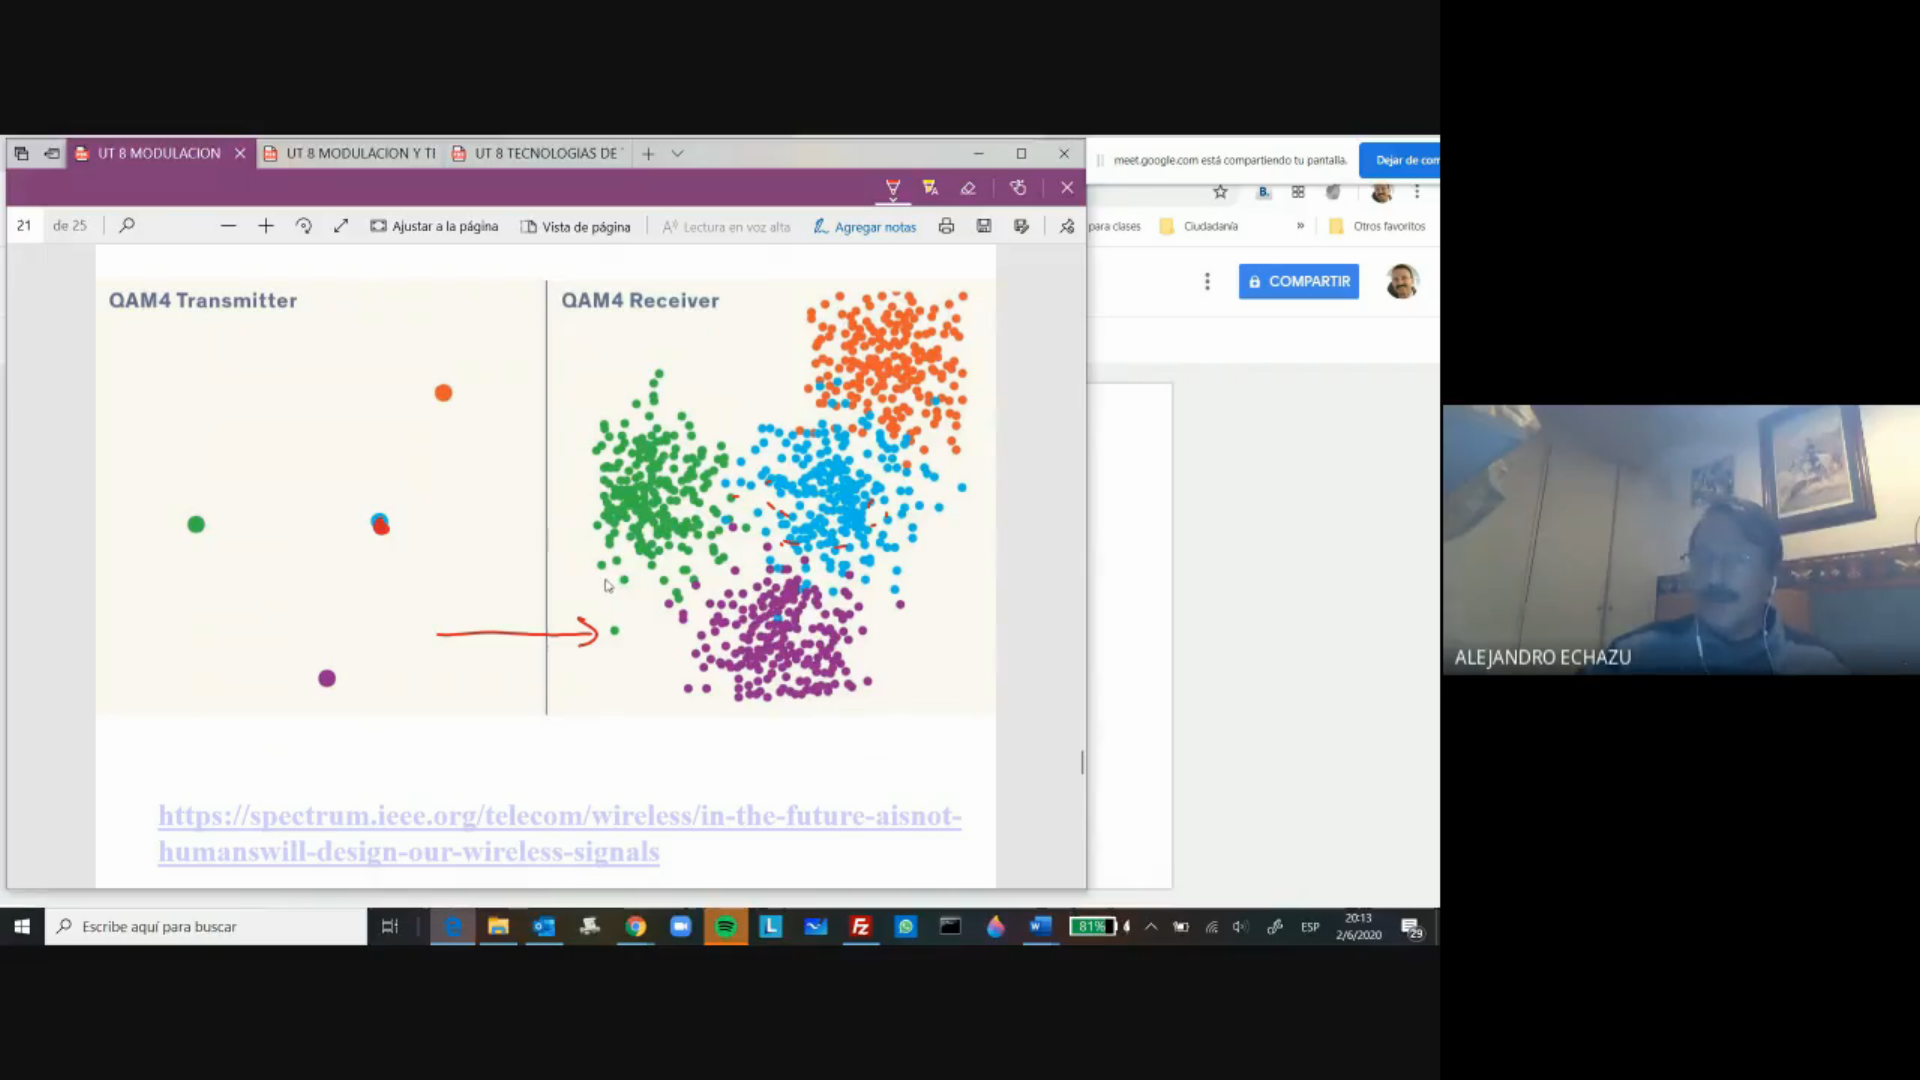 UT 8 MODULACION
UT 8 MODULACION Y TI
UT 8 TECNOLOGIAS DE
meet.google.com está compartiendo tu pantalla.
Dejar de com
21 de 25
Ajustar a la página
Vista de página
Lectura en voz alta
Agregar notas
para clases
Ciudadanía
»
Otros favoritos
COMPARTIR
QAM4 Transmitter
QAM4 Receiver
https://spectrum.ieee.org/telecom/wireless/in-the-future-aisnot-
humanswill-design-our-wireless-signals
ALEJANDRO ECHAZU
Escribe aquí para buscar
81%
ESP
20:13
2/6/2020
29